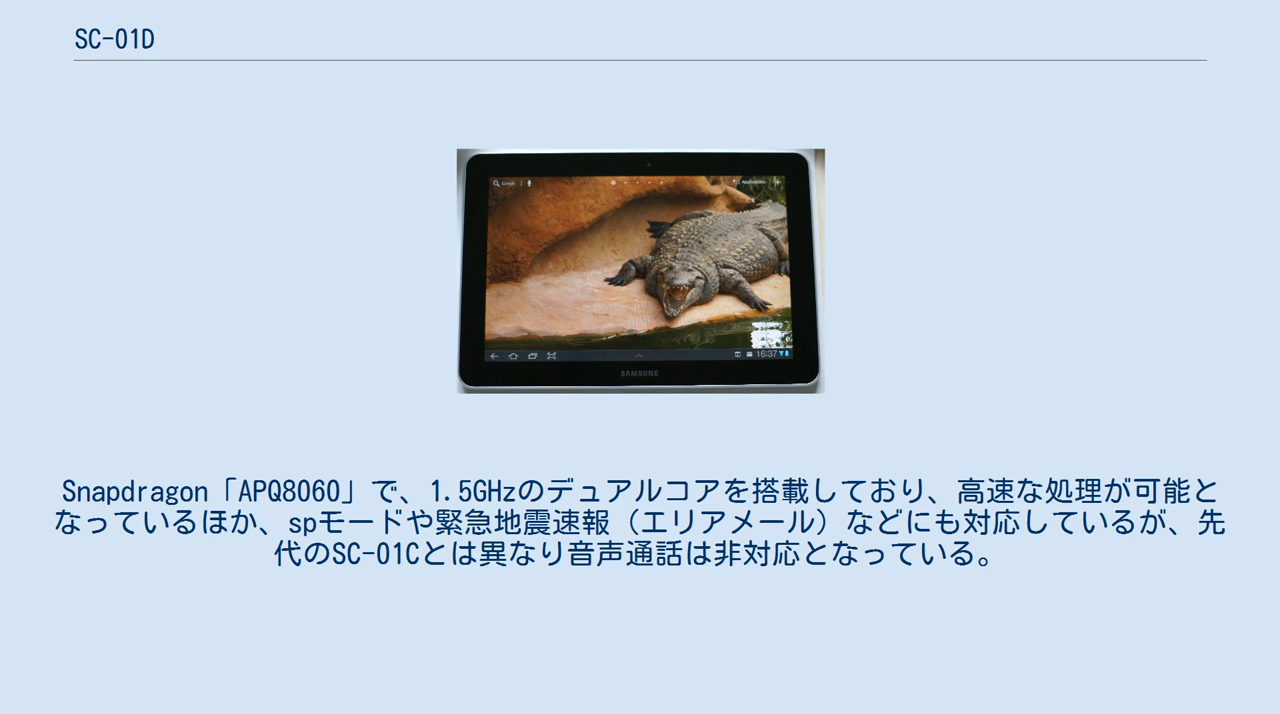 SC-01D
Google
Applications
16:37
SAMSUNG
Snapdragon「APQ8060」で、1.5GHzのデュアルコアを搭載しており、高速な処理が可能と
なっているほか、spモードや緊急地震速報（エリアメール）などにも対応しているが、先
代のSC-01Cとは異なり音声通話は非対応となっている。